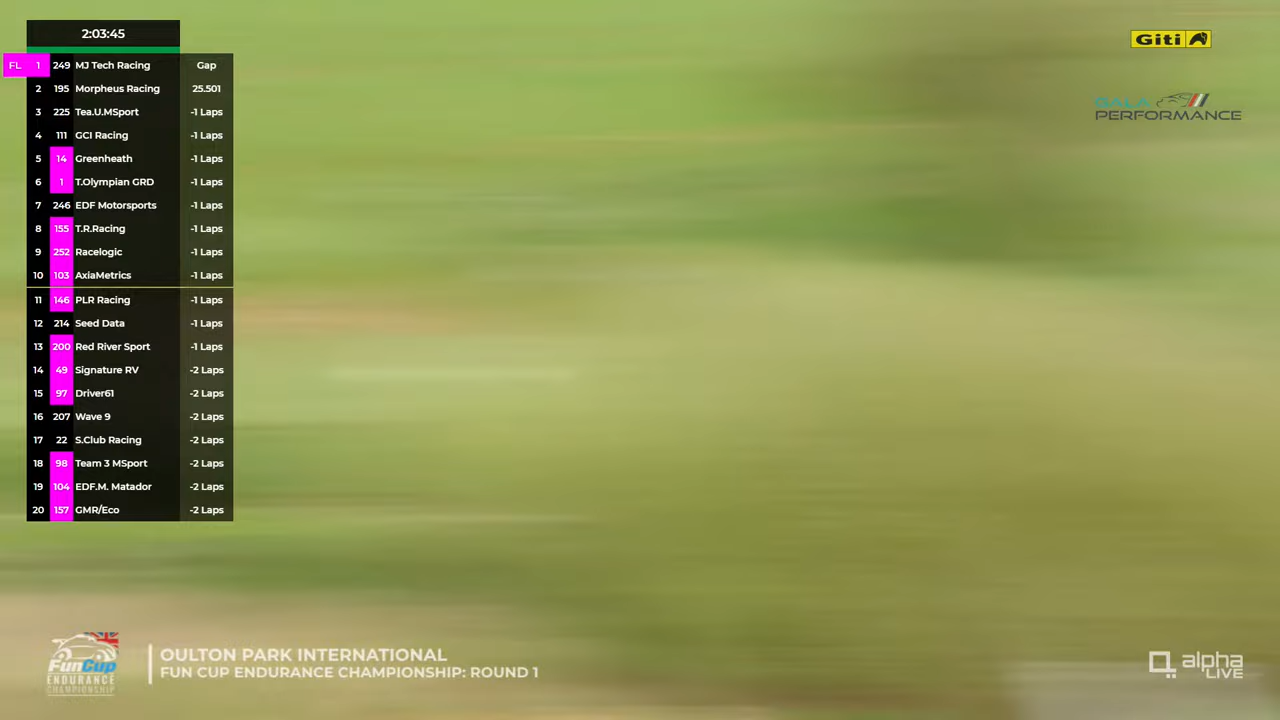 2:03:45
FL 1 249 MJ Tech Racing Gap
2 195 Morpheus Racing 25.501
3 225 Tea.U.MSport -1 Laps
4 111 GCI Racing -1 Laps
5 14 Greenheath -1 Laps
6 1 T.Olympian GRD -1 Laps
7 246 EDF Motorsports -1 Laps
8 155 T.R.Racing -1 Laps
9 252 Racelogic -1 Laps
10 103 AxiaMetrics -1 Laps
11 146 PLR Racing -1 Laps
12 214 Seed Data -1 Laps
13 200 Red River Sport -1 Laps
14 49 Signature RV -2 Laps
15 97 Driver61 -2 Laps
16 207 Wave 9 -2 Laps
17 22 S.Club Racing -2 Laps
18 98 Team 3 MSport -2 Laps
19 104 EDF.M. Matador -2 Laps
20 157 GMR/Eco -2 Laps
Giti
BALA
PERFORMANCE
FunCup
ENDURANCE
CHAMPIONSHIP
OULTON PARK INTERNATIONAL
FUN CUP ENDURANCE CHAMPIONSHIP: ROUND 1
alpha
LIVE